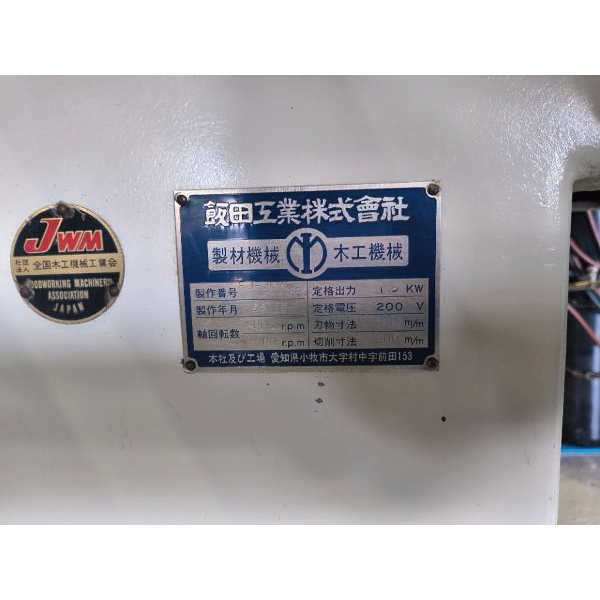 JWM
社団法人 全国木工機械工業会
WOODWORKING MACHINERY
ASSOCIATION
JAPAN
飯田工業株式會社
製材機械 木工機械
製作番号 定格出力 KW
製作年月 定格電圧 200 V
軸回転数 r.p.m 刃物寸法 m/m
r.p.m 切削寸法 m/m
本社及び工場 愛知県小牧市大字村中字前田153